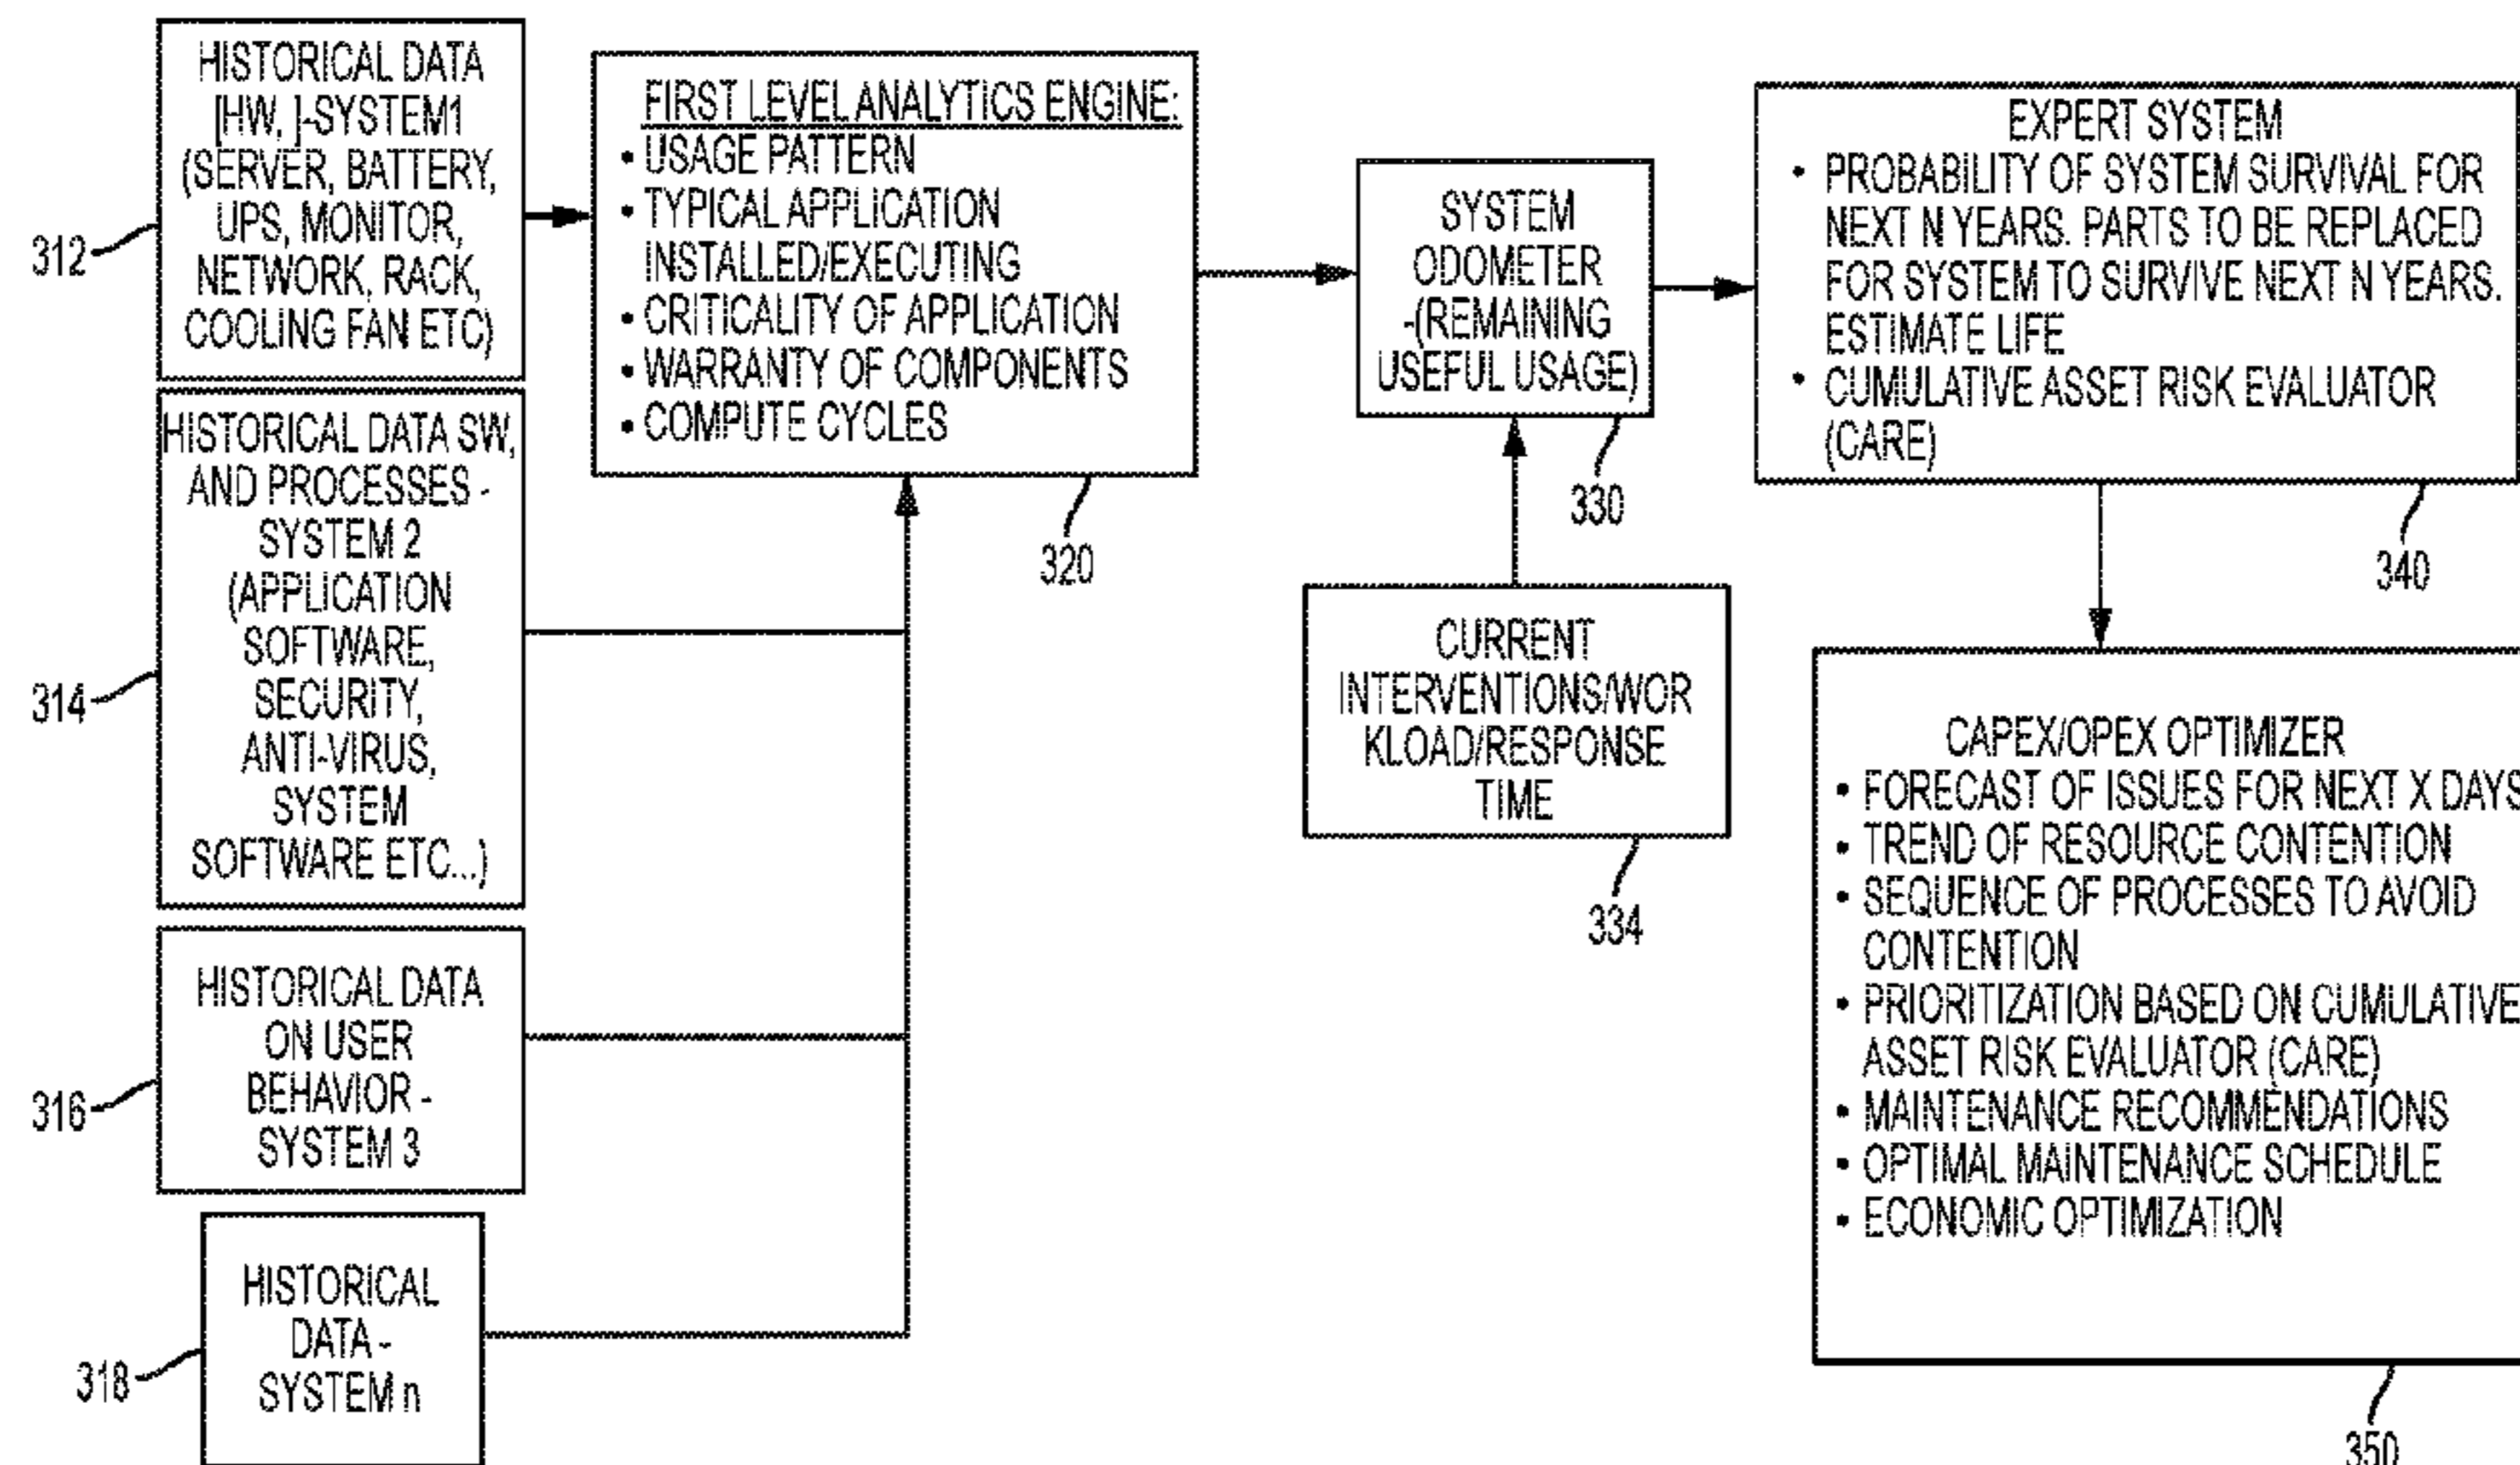 HISTORICAL DATA
[HW, ]-SYSTEM1
(SERVER, BATTERY,
UPS, MONITOR,
NETWORK, RACK,
COOLING FAN ETC)
312
HISTORICAL DATA SW,
AND PROCESSES -
SYSTEM 2
(APPLICATION
SOFTWARE,
SECURITY,
ANTI-VIRUS,
SYSTEM
SOFTWARE ETC...)
314
HISTORICAL DATA
ON USER
BEHAVIOR -
SYSTEM 3
316
HISTORICAL
DATA -
SYSTEM n
318
FIRST LEVEL ANALYTICS ENGINE:
• USAGE PATTERN
• TYPICAL APPLICATION
INSTALLED/EXECUTING
• CRITICALITY OF APPLICATION
• WARRANTY OF COMPONENTS
• COMPUTE CYCLES
320
SYSTEM
ODOMETER
-(REMAINING
USEFUL USAGE)
330
CURRENT
INTERVENTIONS/WOR
KLOAD/RESPONSE
TIME
334
EXPERT SYSTEM
• PROBABILITY OF SYSTEM SURVIVAL FOR
NEXT N YEARS. PARTS TO BE REPLACED
FOR SYSTEM TO SURVIVE NEXT N YEARS.
ESTIMATE LIFE
• CUMULATIVE ASSET RISK EVALUATOR
(CARE)
340
CAPEX/OPEX OPTIMIZER
• FORECAST OF ISSUES FOR NEXT X DAYS
• TREND OF RESOURCE CONTENTION
• SEQUENCE OF PROCESSES TO AVOID
CONTENTION
• PRIORITIZATION BASED ON CUMULATIVE
ASSET RISK EVALUATOR (CARE)
• MAINTENANCE RECOMMENDATIONS
• OPTIMAL MAINTENANCE SCHEDULE
• ECONOMIC OPTIMIZATION
350